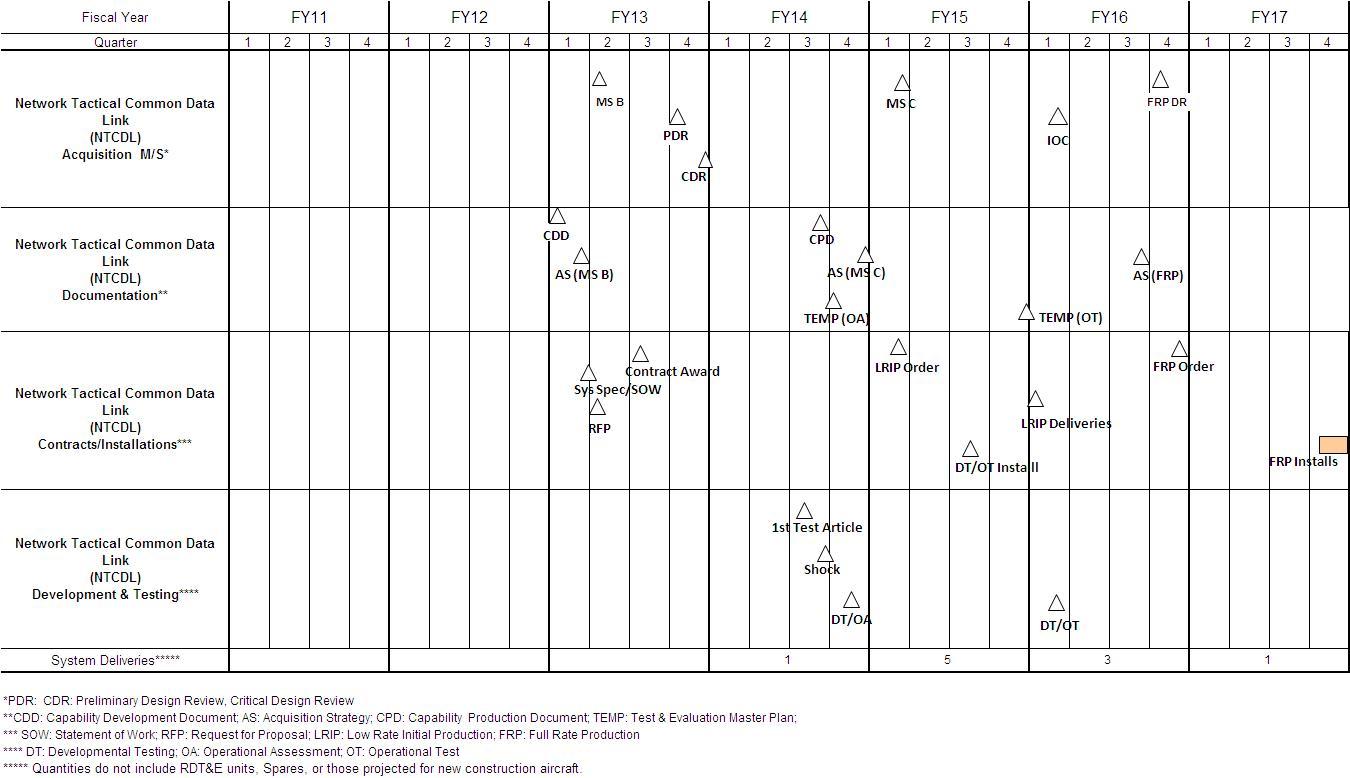 Fiscal Year FY11 FY12 FY13 FY14 FY15 FY16 FY17
Quarter 1 2 3 4 1 2 3 4 1 2 3 4 1 2 3 4 1 2 3 4 1 2 3 4 1 2 3 4
Network Tactical Common Data
Link
(NTCDL)
Acquisition M/S*
MS B
PDR
CDR
MS C
IOC
FRP DR
Network Tactical Common Data
Link
(NTCDL)
Documentation**
CDD
AS (MS B)
CPD
AS (MS C)
TEMP (OA)
TEMP (OT)
AS (FRP)
Network Tactical Common Data
Link
(NTCDL)
Contracts/Installations***
Contract Award
Sys Spec/SOW
RFP
LRIP Order
DT/OT Install
LRIP Deliveries
FRP Order
FRP Installs
Network Tactical Common Data
Link
(NTCDL)
Development & Testing****
1st Test Article
Shock
DT/OA
DT/OT
System Deliveries***** 1 5 3 1
*PDR: CDR: Preliminary Design Review, Critical Design Review
**CDD: Capability Development Document; AS: Acquisition Strategy; CPD: Capability Production Document; TEMP: Test & Evaluation Master Plan;
*** SOW: Statement of Work; RFP: Request for Proposal; LRIP: Low Rate Initial Production; FRP: Full Rate Production
**** DT: Developmental Testing; OA: Operational Assessment; OT: Operational Test
***** Quantities do not include RDT&E units, Spares, or those projected for new construction aircraft.